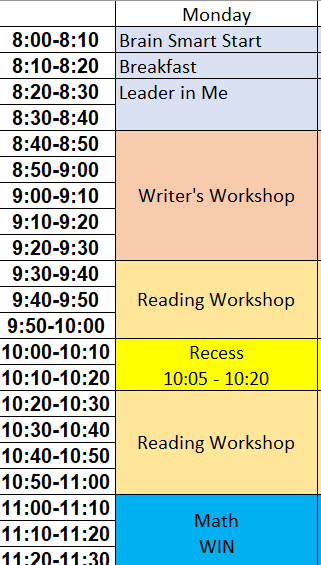 Monday
8:00-8:10 Brain Smart Start
8:10-8:20 Breakfast
8:20-8:30 Leader in Me
8:30-8:40
8:40-8:50
8:50-9:00
9:00-9:10 Writer's Workshop
9:10-9:20
9:20-9:30
9:30-9:40
9:40-9:50 Reading Workshop
9:50-10:00
10:00-10:10 Recess
10:10-10:20 10:05 - 10:20
10:20-10:30
10:30-10:40
Reading Workshop
10:40-10:50
10:50-11:00
11:00-11:10
Math
11:10-11:20
WIN
11:20-11:30